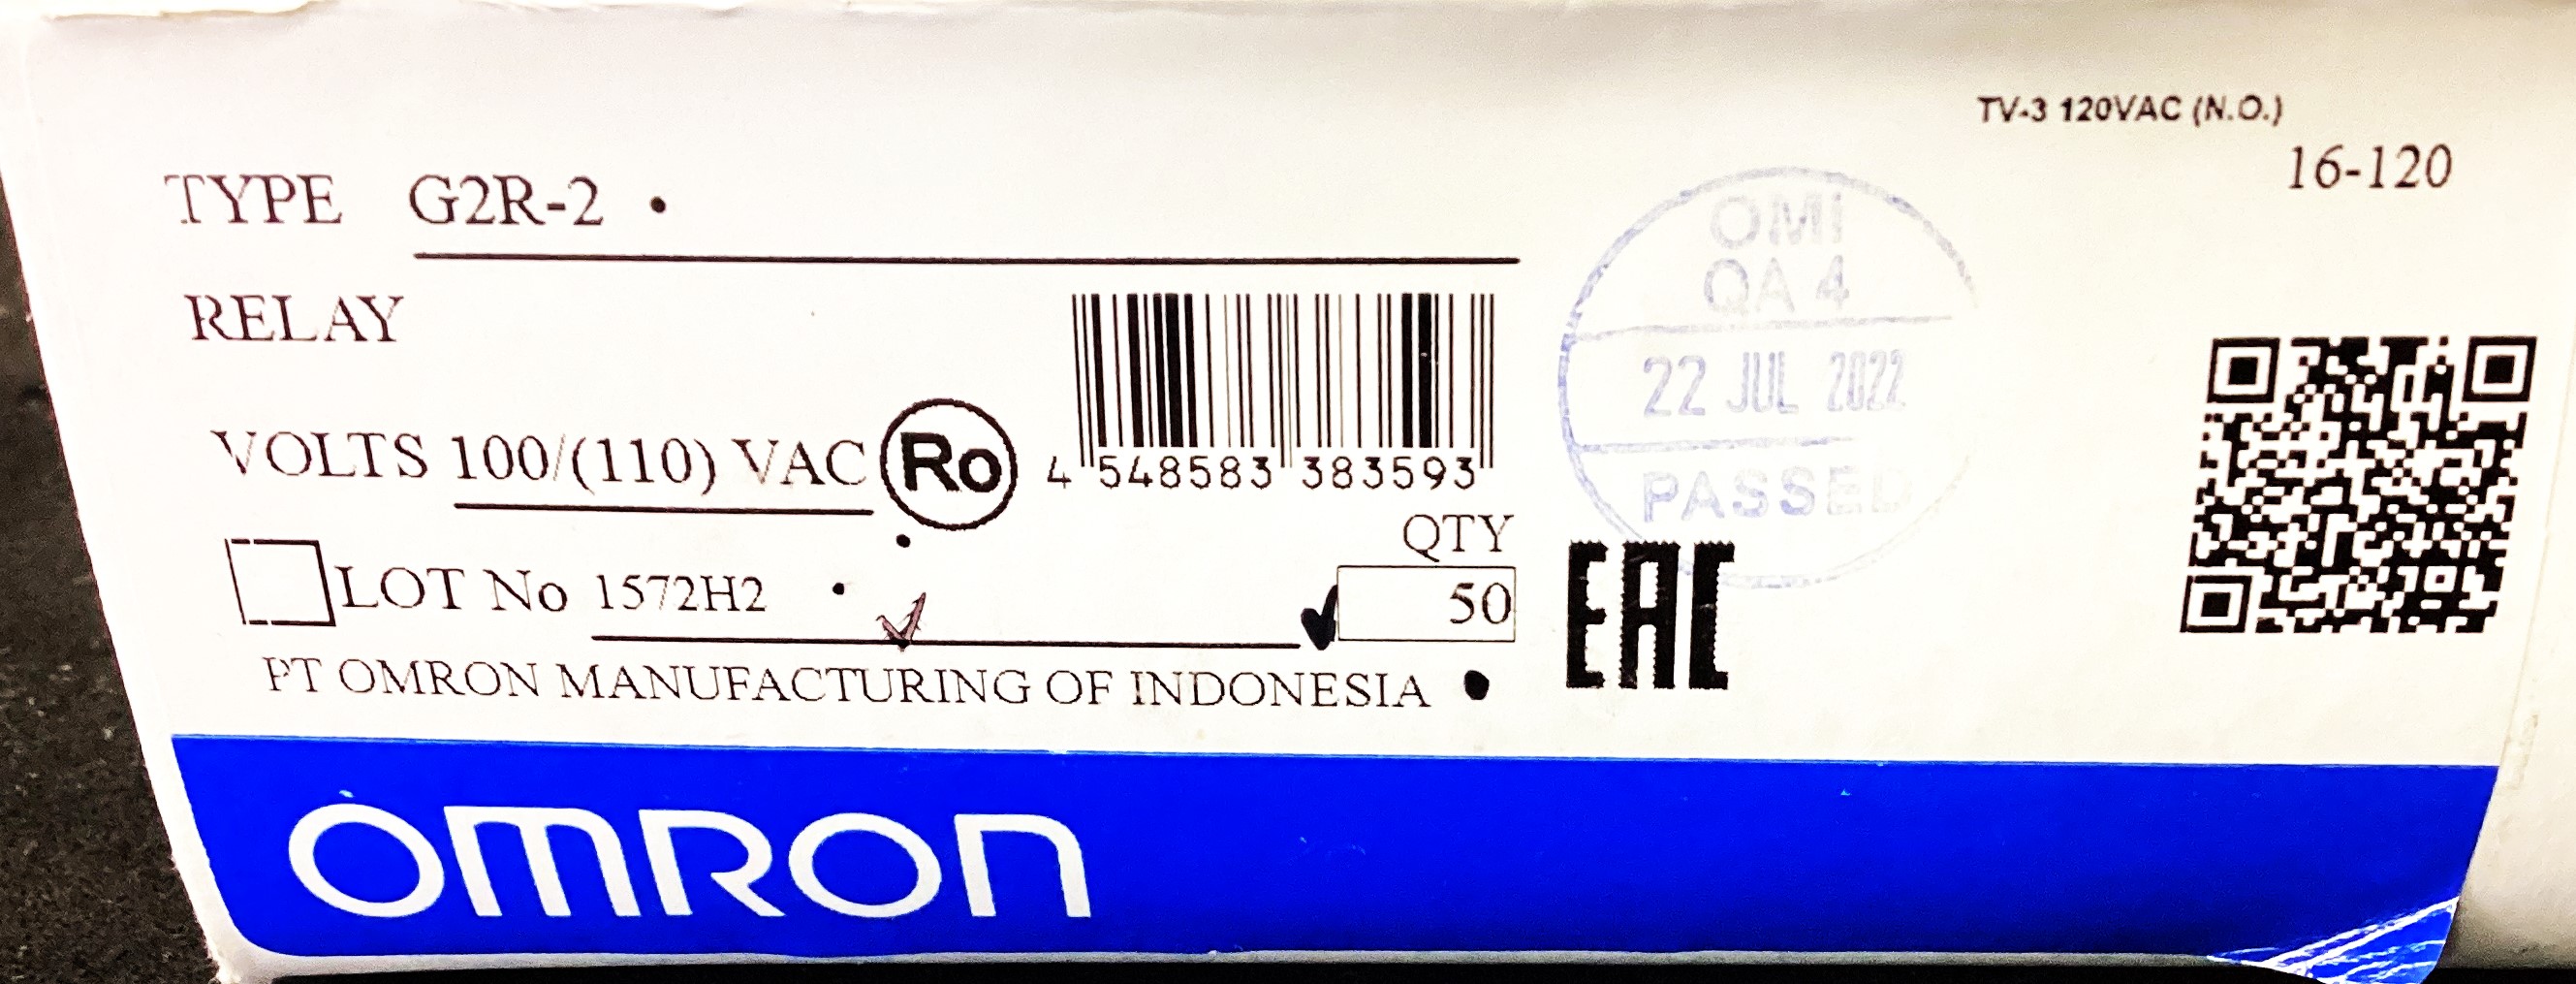 TV-3 120VAC (N.O.)
16-120
TYPE G2R-2
RELAY
VOLTS 100/(110) VAC Ro
4 548583 383593
QTY
LOT No 1572H2 50
PT OMRON MANUFACTURING OF INDONESIA
OMI
QA 4
22 JUL 2022
PASSED
EAC
OMRON